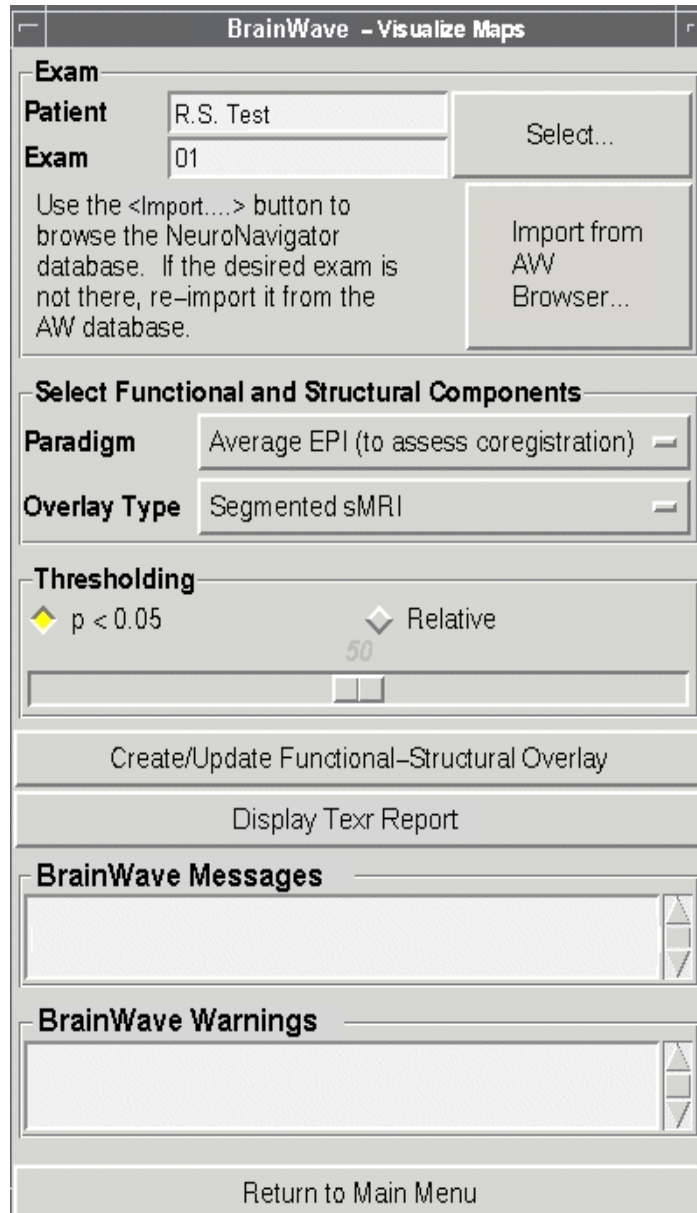 BrainWave – Visualize Maps
Exam
Patient
R.S. Test
Select...
Exam
01
Use the <Import....> button to
browse the NeuroNavigator
database. If the desired exam is
not there, re–import it from the
AW database.
Import from
AW
Browser...
Select Functional and Structural Components
Paradigm
Average EPI (to assess coregistration)
Overlay Type
Segmented sMRI
Thresholding
p < 0.05
Relative
50
Create/Update Functional–Structural Overlay
Display Texr Report
BrainWave Messages
BrainWave Warnings
Return to Main Menu